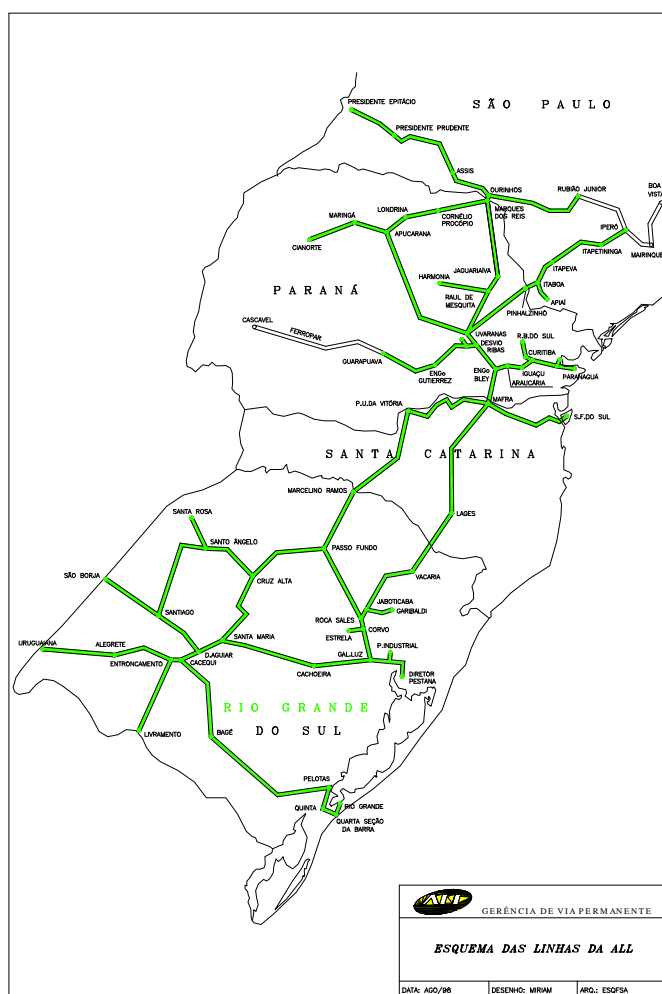 PRESIDENTE EPITÁCIO
SÃO PAULO
PRESIDENTE PRUDENTE
ASSIS
OURINHOS
RUBIÃO JUNIOR
BOA
VISTA
LONDRINA
CORNÉLIO
PROCÓPIO
MARQUES
DOS REIS
MARINGÁ
APUCARANA
IPERÓ
CIANORTE
ITAPETININGA
MAIRINQUE
HARMONIA
JAGUARIAÍVA
ITAPEVA
PARANÁ
RAUL DE
MESQUITA
ITABOA
APIAÍ
PINHALZINHO
CASCAVEL
FERROPAR
UVARANAS
DESVIO
RIBAS
R.B.DO SUL
CURITIBA
GUARAPUAVA
ENGo
GUTIERREZ
ENGo
BLEY
IGUAÇU
ARAUCÁRIA
PARANAGUÁ
P.U.DA VITÓRIA
MAFRA
S.F.DO SUL
SANTA CATARINA
MARCELINO RAMOS
SANTA ROSA
LAGES
SANTO ÂNGELO
PASSO FUNDO
SÃO BORJA
CRUZ ALTA
VACARIA
JABOTICABA
GARIBALDI
SANTIAGO
ROCA SALES
CORVO
ESTRELA
URUGUAIANA
ALEGRETE
SANTA MARIA
ENTRONCAMENTO
D.AGUIAR
CACEQUI
GAL.LUZ
P.INDUSTRIAL
CACHOEIRA
DIRETOR
PESTANA
RIO GRANDE
DO SUL
LIVRAMENTO
BAGÉ
PELOTAS
QUINTA
RIO GRANDE
QUARTA SEÇÃO
DA BARRA
ALL
GERÊNCIA DE VIA PERMANENTE
ESQUEMA DAS LINHAS DA ALL
DATA: AGO/98
DESENHO: MIRIAM
ARQ.: ESQFSA